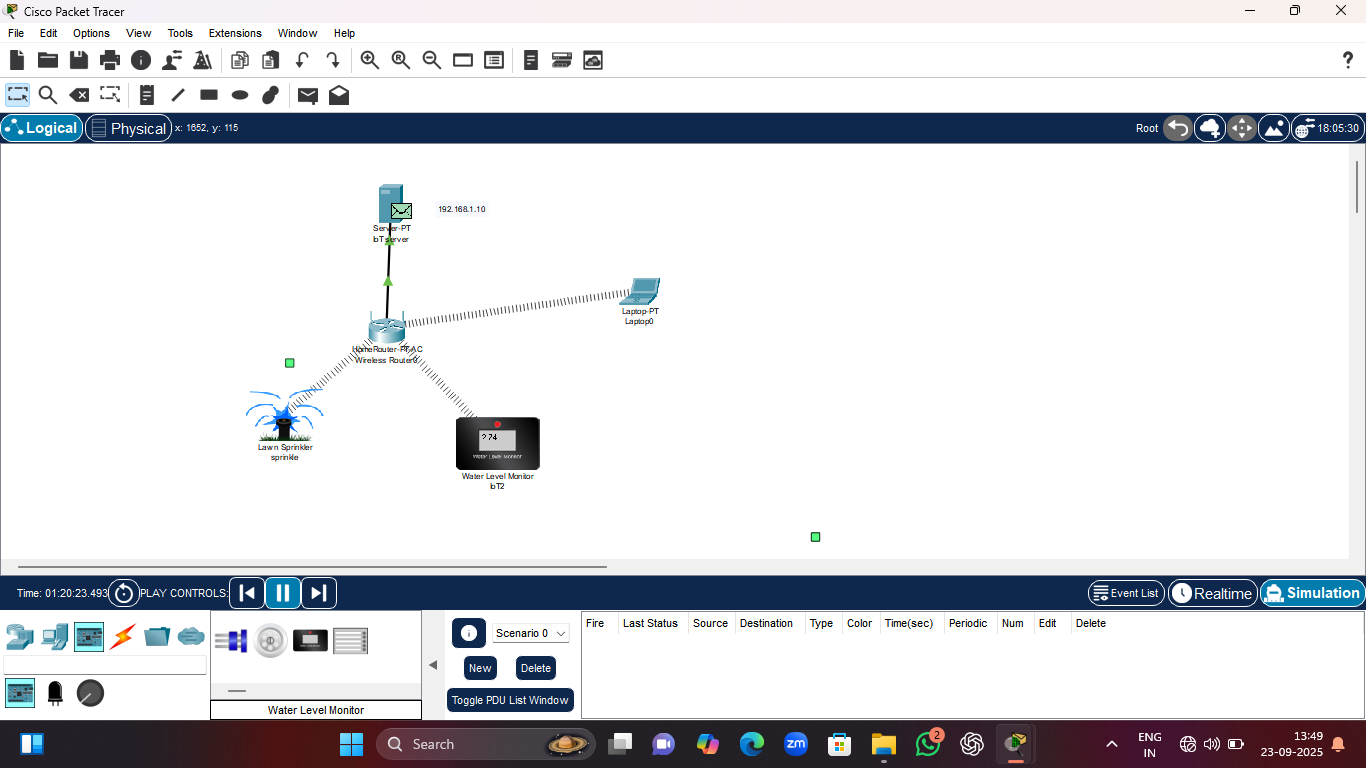 Cisco Packet Tracer
File Edit Options View Tools Extensions Window Help
Logical Physical x: 1652, y: 115 Root 18:05:30
192.168.1.10
Server-PT
IoT server
Laptop-PT
Laptop0
HomeRouter-PT-AC
Wireless Router0
Lawn Sprinkler
sprinkle
2.74
Water Level Monitor
Water Level Monitor
IoT2
Time: 01:20:23.493 PLAY CONTROLS: Event List Realtime Simulation
Scenario 0
New Delete
Toggle PDU List Window
Fire Last Status Source Destination Type Color Time(sec) Periodic Num Edit Delete
Water Level Monitor
Search
zm
2
ENG
IN
13:49
23-09-2025